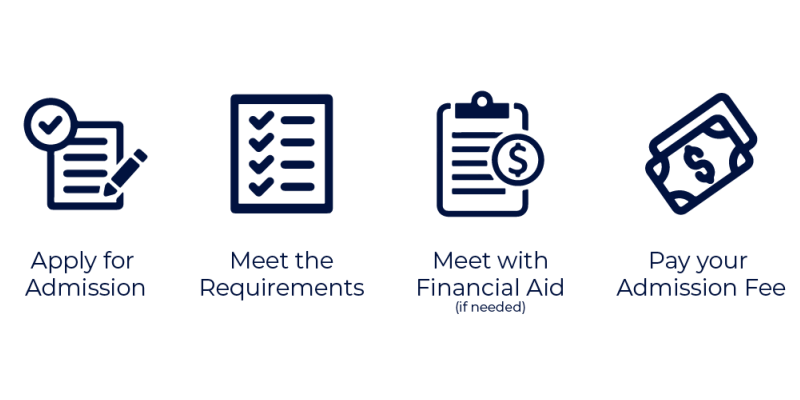 Apply for
Admission
Meet the
Requirements
Meet with
Financial Aid
(if needed)
Pay your
Admission Fee